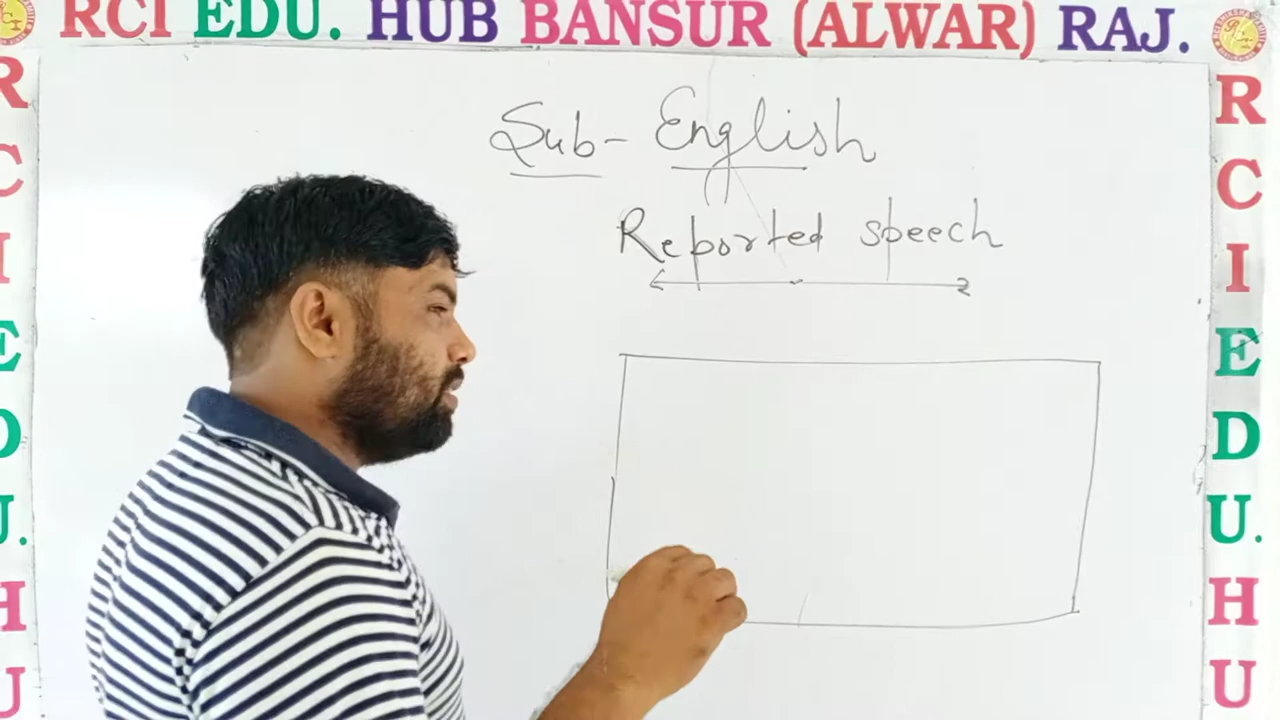 RCI EDU. HUB BANSUR (ALWAR) RAJ.
Sub- English
Reported speech
R
C
I
E
D
U.
H
U
R
C
I
E
D
U.
H
U